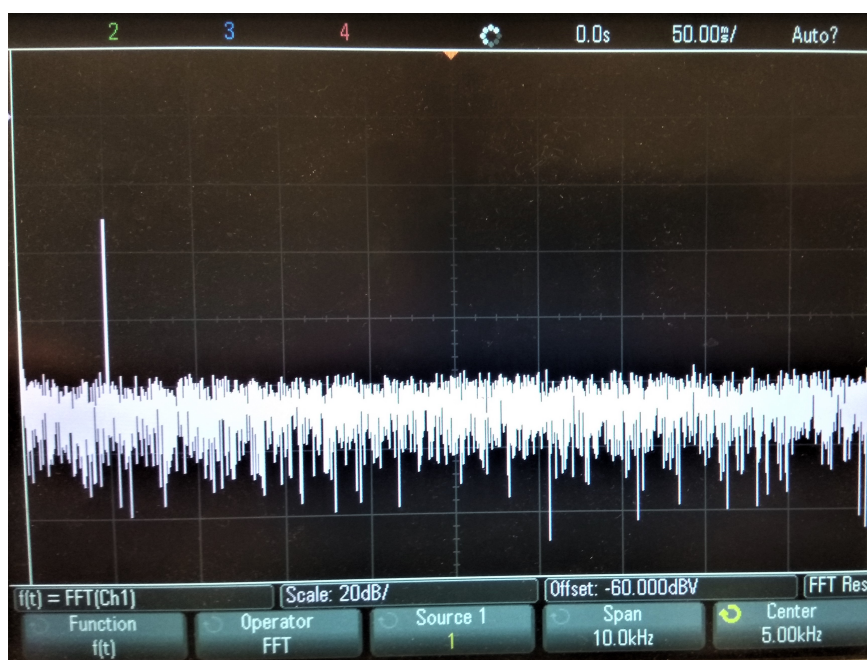 2 3 4 0.0s 50.00ms/ Auto?
f(t) = FFT(Ch1) Scale: 20dB/ Offset: -60.000dBV FFT Res
Function Operator Source 1 Span Center
f(t) FFT 1 10.0kHz 5.00kHz